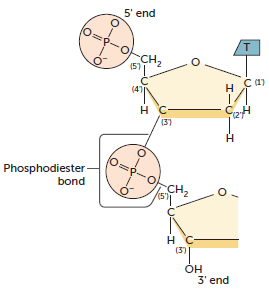 5' end
O
O=P–O
O⁻
CH₂
(5')
O
T
C (1')
H
C
(4')
H
C
(3')
C
(2')
H
H
Phosphodiester
bond
O
O=P–O
O⁻
CH₂
(5')
O
C
H
C
(3')
OH
3' end